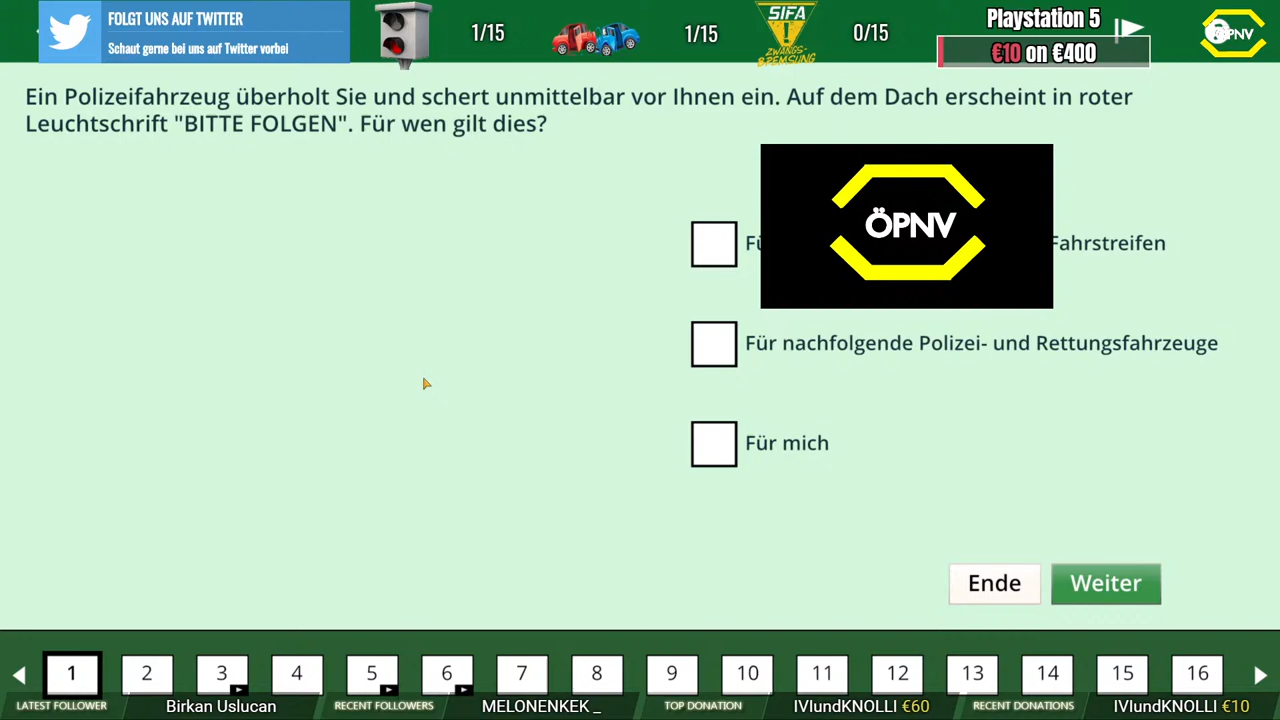 FOLGT UNS AUF TWITTER
Schaut gerne bei uns auf Twitter vorbei
1/15
1/15
SIFA
ZWANGS-
BREMSUNG
0/15
Playstation 5
€10 on €400
ÖPNV
Ein Polizeifahrzeug überholt Sie und schert unmittelbar vor Ihnen ein. Auf dem Dach erscheint in roter
Leuchtschrift "BITTE FOLGEN". Für wen gilt dies?
ÖPNV
Fahrstreifen
Für nachfolgende Polizei- und Rettungsfahrzeuge
Für mich
Ende
Weiter
1 2 3 4 5 6 7 8 9 10 11 12 13 14 15 16
LATEST FOLLOWER Birkan Uslucan RECENT FOLLOWERS MELONENKEK _ TOP DONATION IVIundKNOLLI €60 RECENT DONATIONS IVIundKNOLLI €10